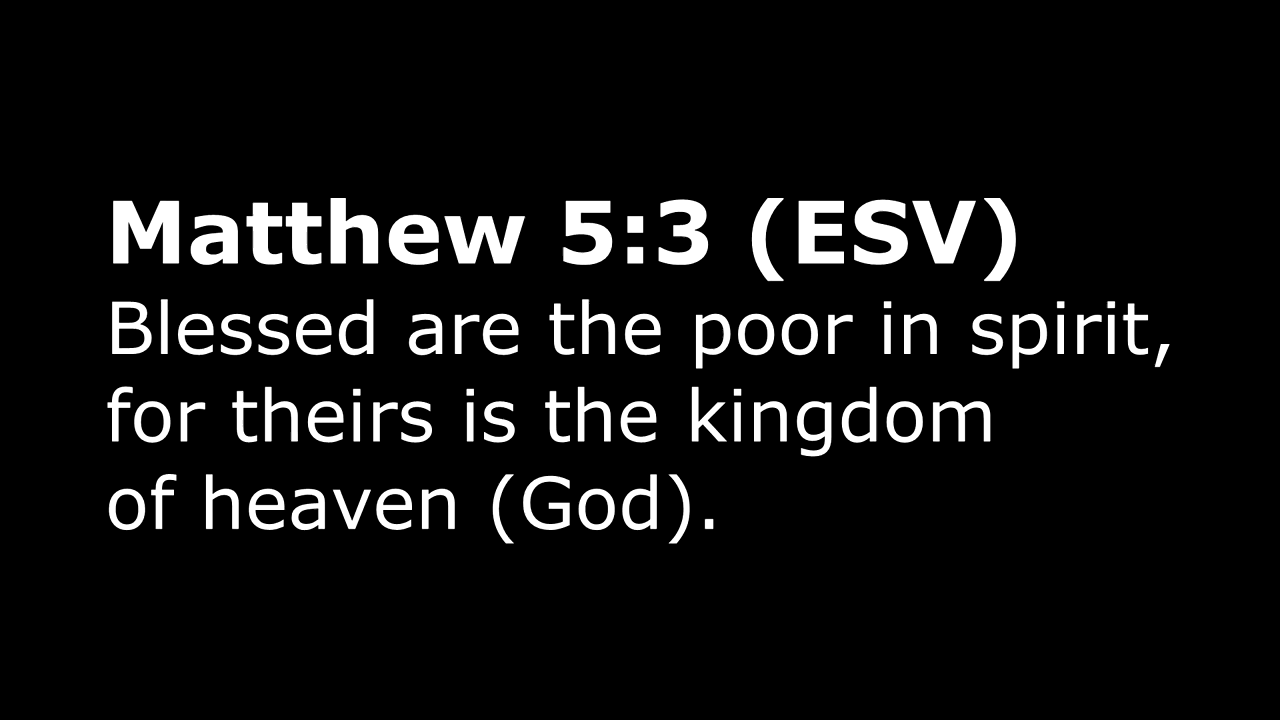 Matthew 5:3 (ESV)
Blessed are the poor in spirit,
for theirs is the kingdom
of heaven (God).